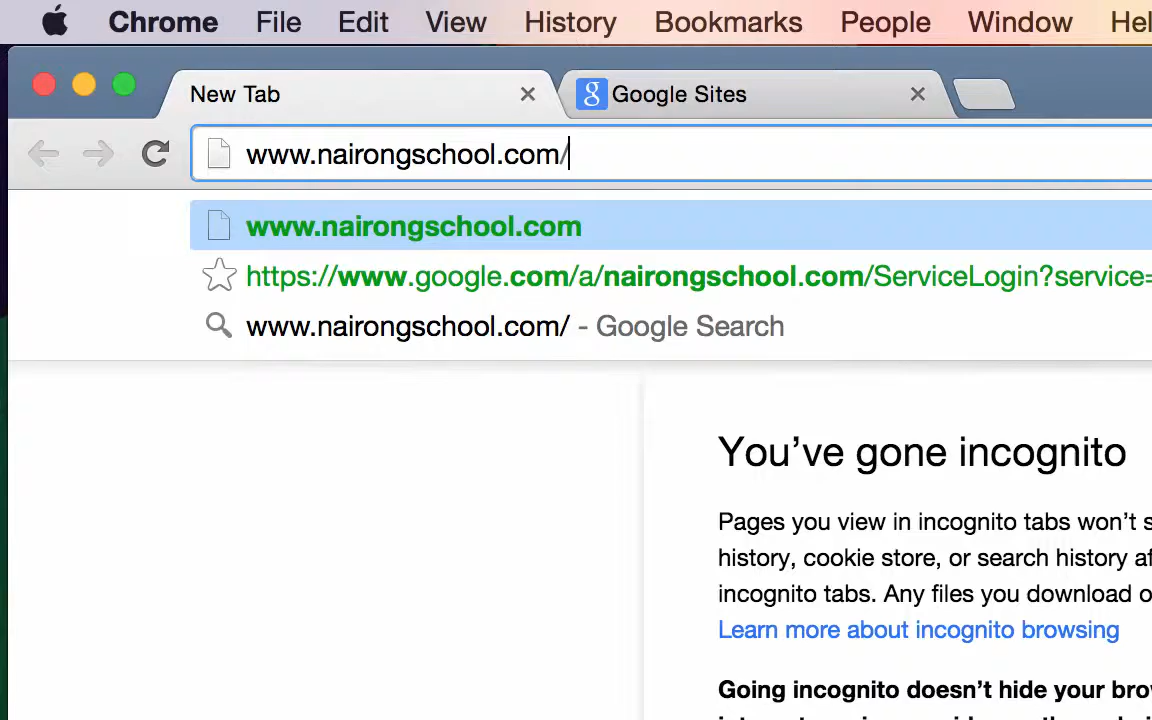 Chrome File Edit View History Bookmarks People Window Hel
New Tab Google Sites
www.nairongschool.com/
www.nairongschool.com
https://www.google.com/a/nairongschool.com/ServiceLogin?service=
www.nairongschool.com/ - Google Search
You’ve gone incognito
Pages you view in incognito tabs won’t s
history, cookie store, or search history af
incognito tabs. Any files you download o
Learn more about incognito browsing
Going incognito doesn’t hide your brow